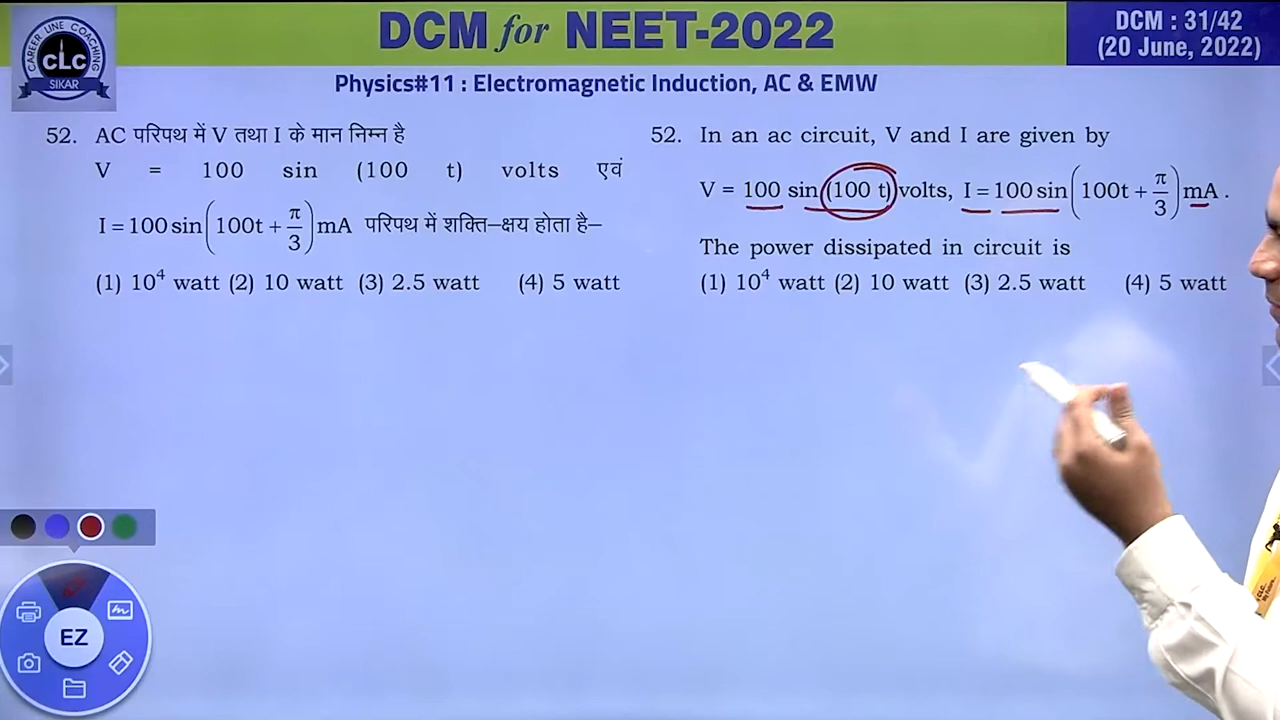 CAREER LINE COACHING
CLC
SIKAR
DCM for NEET-2022
DCM : 31/42
(20 June, 2022)
Physics#11 : Electromagnetic Induction, AC & EMW
52. AC परिपथ में V तथा I के मान निम्न है
V = 100 sin (100 t) volts एवं
I = 100 sin(100t + π/3) mA परिपथ में शक्ति–क्षय होता है–
(1) 10⁴ watt (2) 10 watt (3) 2.5 watt (4) 5 watt
52. In an ac circuit, V and I are given by
V = 100 sin (100 t) volts, I = 100 sin(100t + π/3) mA .
The power dissipated in circuit is
(1) 10⁴ watt (2) 10 watt (3) 2.5 watt (4) 5 watt
EZ